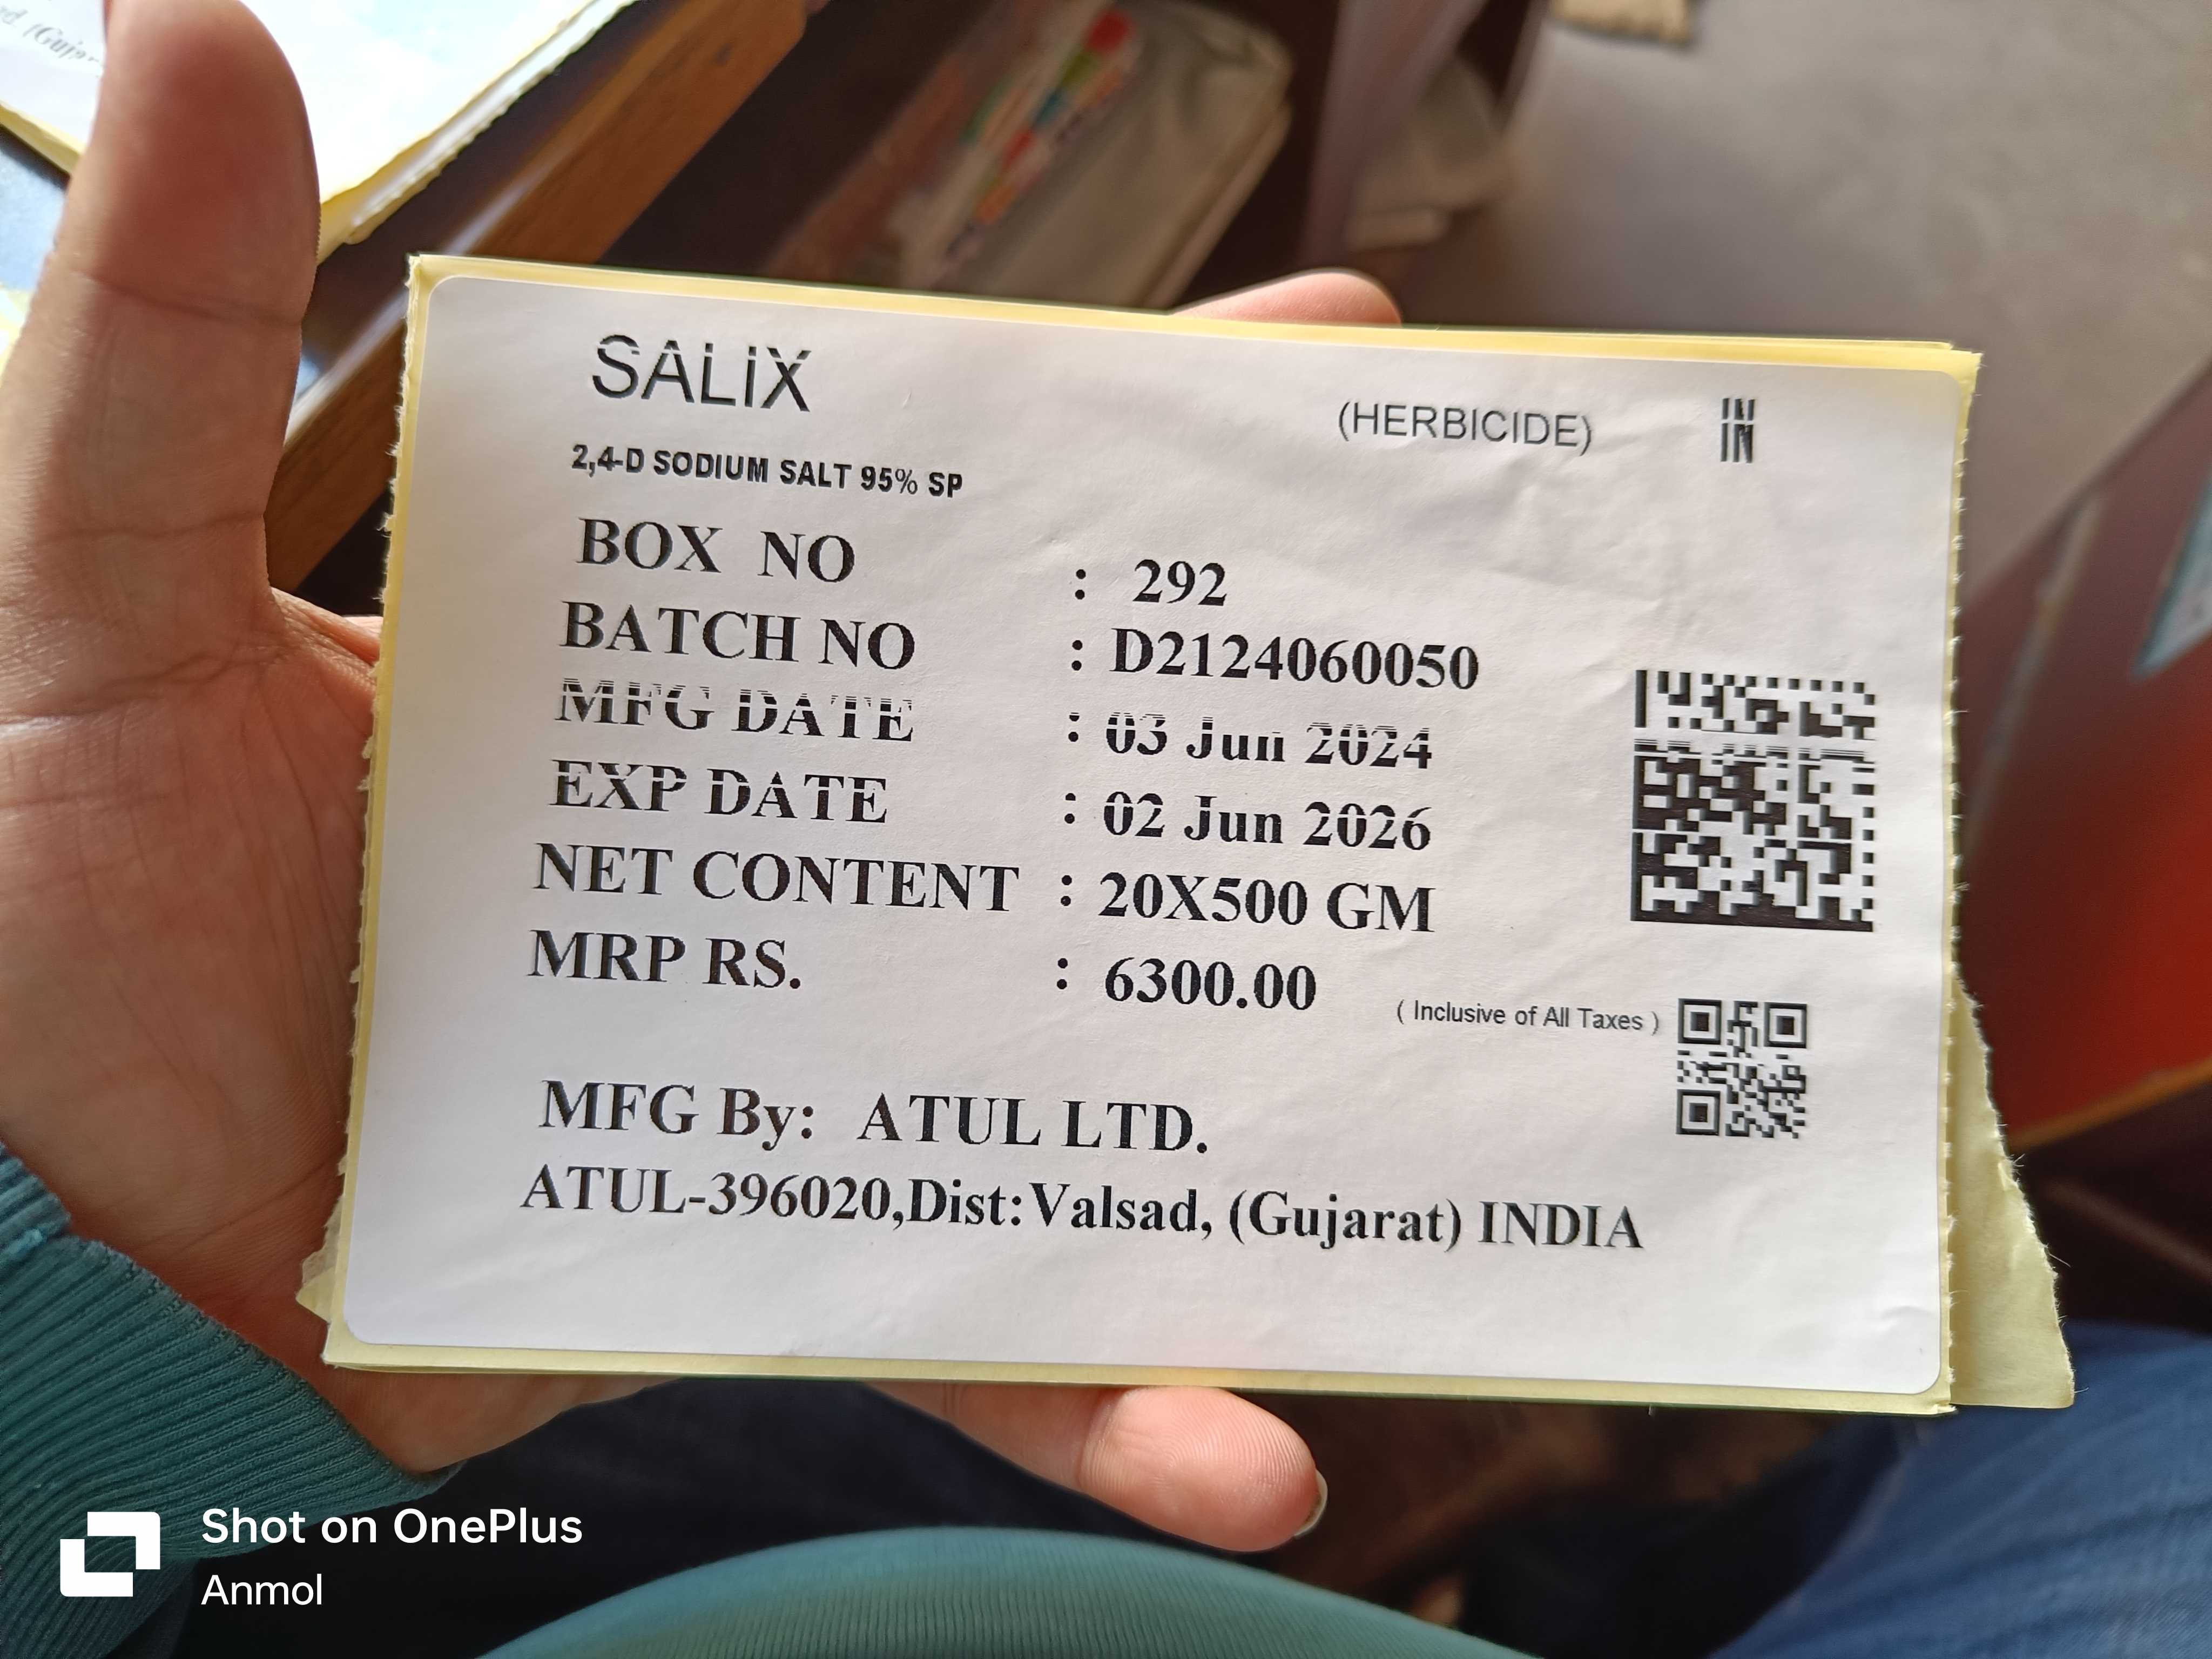 (Guja
SALiX
(HERBICIDE)
IN
IN
2,4-D SODIUM SALT 95% SP
BOX NO : 292
BATCH NO : D2124060050
MFG DATE : 03 Jun 2024
EXP DATE : 02 Jun 2026
NET CONTENT : 20X500 GM
MRP RS. : 6300.00 ( Inclusive of All Taxes )
MFG By: ATUL LTD.
ATUL-396020,Dist:Valsad, (Gujarat) INDIA
Shot on OnePlus
Anmol